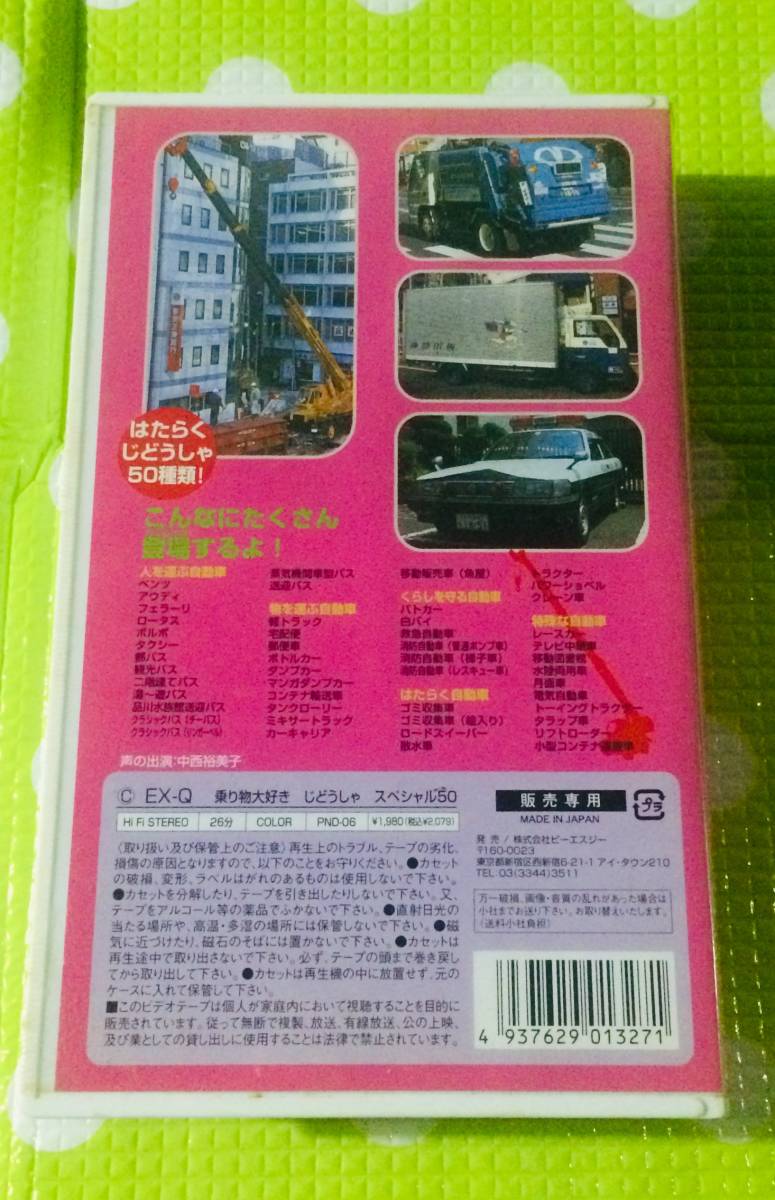 はたらく
じどうしゃ
50種類!
こんなにたくさん
登場するよ!
人を運ぶ自動車
ベンツ
アウディ
フェラーリ
ロータス
ボルボ
タクシー
都バス
観光バス
二階建てバス
湯〜遊バス
品川水族館送迎バス
クラシックバス(チーバス)
クラシックバス(リンガーベル)
蒸気機関車型バス
送迎バス
物を運ぶ自動車
軽トラック
宅配便
郵便車
ボトルカー
ダンプカー
マンガダンプカー
コンテナ輸送車
タンクローリー
ミキサートラック
カーキャリア
移動販売車(魚屋)
くらしを守る自動車
パトカー
白バイ
救急自動車
消防自動車(普通ポンプ車)
消防自動車(梯子車)
消防自動車(レスキュー車)
はたらく自動車
ゴミ収集車
ゴミ収集車(絵入り)
ロードスイーパー
散水車
トラクター
パワーショベル
クレーン車
特殊な自動車
レースカー
テレビ中継車
移動図書館
水陸両用車
月面車
電気自動車
トーイングトラクター
タラップ車
リフトローダー
小型コンテナ運搬車
声の出演:中西裕美子
Ⓒ EX-Q 乗り物大好き じどうしゃ スペシャル50
Hi Fi STEREO 26分 COLOR PND-06 ¥1,980(税込¥2,079)
〈取り扱い及び保管上のご注意〉再生上のトラブル、テープの劣化、
損傷の原因となりますので、以下のことをお守りください。●カセット
の破損、変形、ラベルはがれのあるものは使用しないで下さい。
●カセットを分解したり、テープを引き出したりしないで下さい。又、
テープをアルコール等の薬品でふかないで下さい。●直射日光の
当たる場所や、高温・多湿の場所には保管しないで下さい。●磁
気に近づけたり、磁石のそばには置かないで下さい。●カセットは
再生途中で取り出さないで下さい。必ず、テープの頭まで巻き戻し
てから取り出して下さい。●カセットは再生機の中に放置せず、元の
ケースに入れて保管して下さい。
■このビデオテープは個人が家庭内において視聴することを目的に
販売されています。従って無断で複製、放送、有線放送、公の上映、
及び業としての貸し出しに使用することは法律で禁止されています。
販売専用
MADE IN JAPAN
プラ
発 売 / 株式会社ピーエスジー
〒160-0023
東京都新宿区西新宿6-21-1 アイ・タウン210
TEL 03(3344)3511
万一破損、画像・音質の乱れがあった場合は
小社までお送り下さい。お取り替えいたします。
(送料小社負担)
4 937629 013271